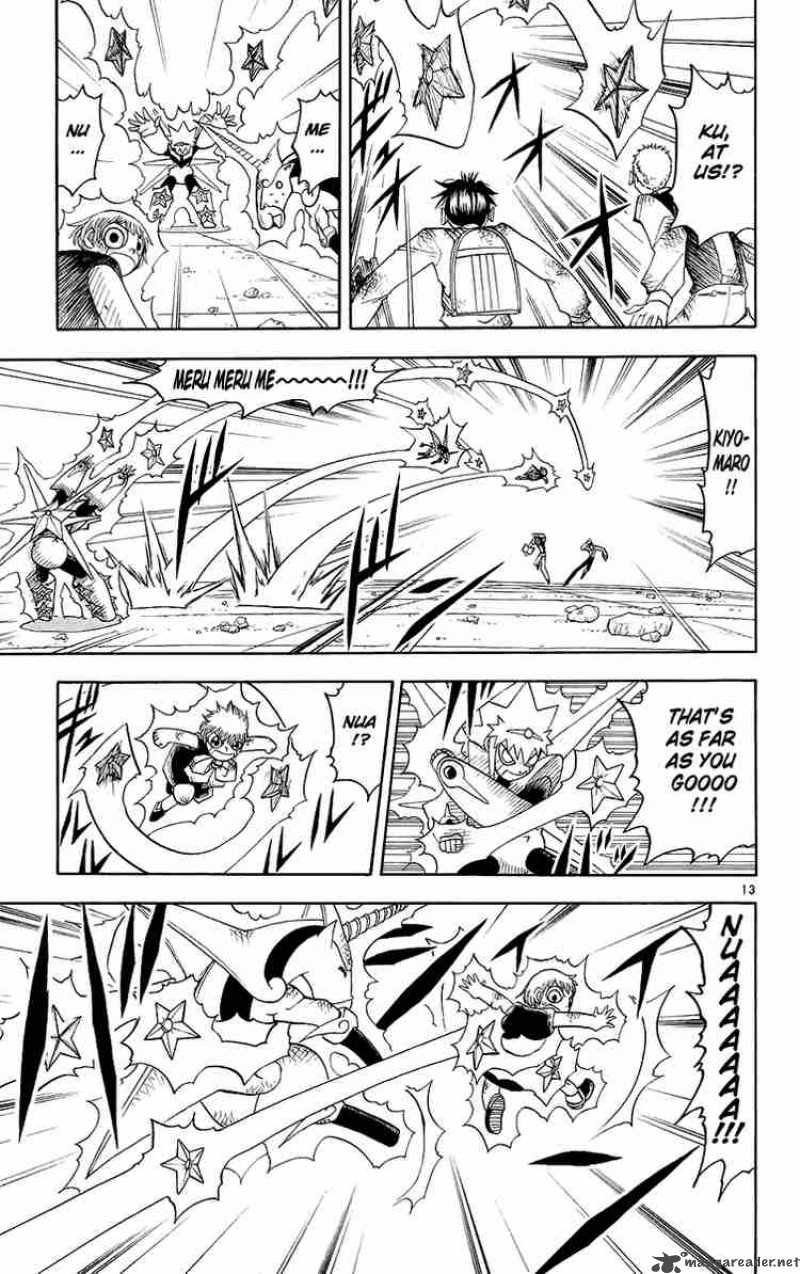 KU,
AT
US!?
ME
...
NU
...
MERU MERU ME~~~~~!!!
KIYO-
MARO
!!
THAT'S
AS FAR
AS YOU
GOOOO
!!!
NUA
!?
13
NUAAAAAAAA!!!
www.mangareader.net